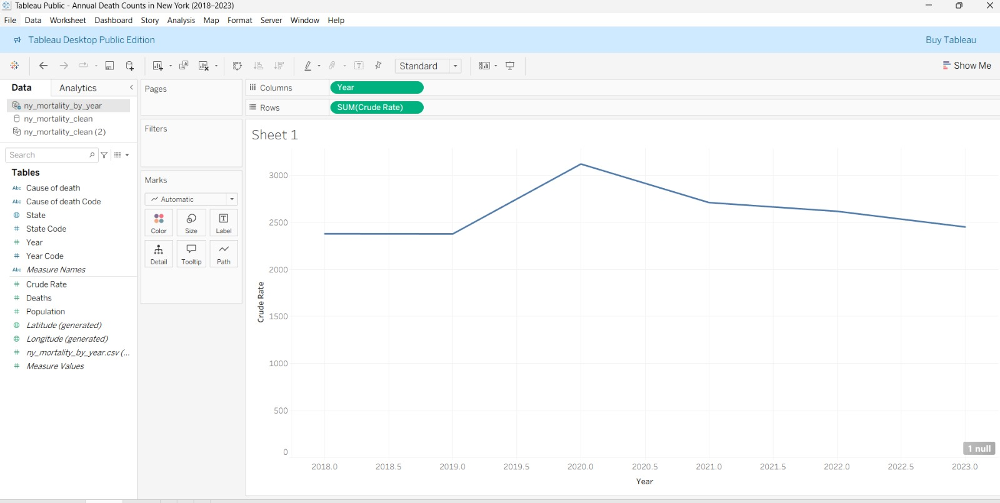 Tableau Public - Annual Death Counts in New York (2018–2023)
File Data Worksheet Dashboard Story Analysis Map Format Server Window Help
Tableau Desktop Public Edition
Buy Tableau
Standard
Show Me
Data
Analytics
ny_mortality_by_year
ny_mortality_clean
ny_mortality_clean (2)
Search
Tables
Abc Cause of death
Abc Cause of death Code
State
# State Code
# Year
# Year Code
Abc Measure Names
# Crude Rate
# Deaths
# Population
Latitude (generated)
Longitude (generated)
# ny_mortality_by_year.csv (...
# Measure Values
Pages
Filters
Marks
Automatic
Color Size Label
Detail Tooltip Path
Columns
Year
Rows
SUM(Crude Rate)
Sheet 1
3000
2500
2000
1500
1000
500
0
Crude Rate
1 null
2018.0 2018.5 2019.0 2019.5 2020.0 2020.5 2021.0 2021.5 2022.0 2022.5 2023.0
Year